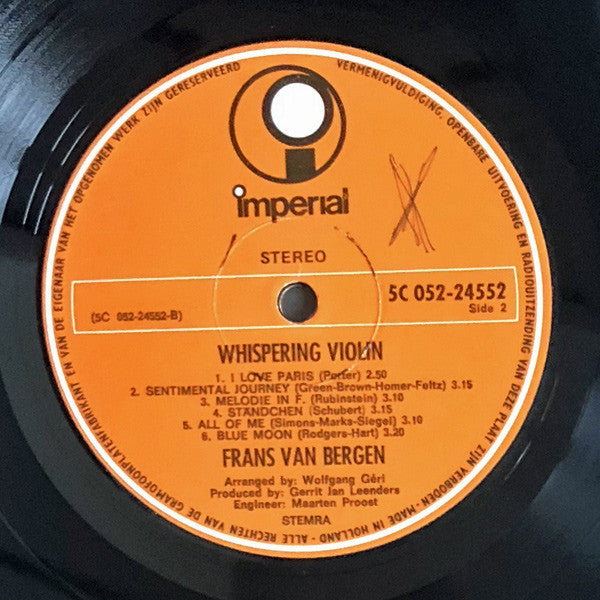 imperial
STEREO
5C 052-24552
Side 2
(5C 052-24552-B)
WHISPERING VIOLIN
1. I LOVE PARIS (Porter) 2.50
2. SENTIMENTAL JOURNEY (Green-Brown-Homer-Feltz) 3.15
3. MELODIE IN F. (Rubinstein) 3.10
4. STÄNDCHEN (Schubert) 3.15
5. ALL OF ME (Simons-Marks-Siegel) 3.10
6. BLUE MOON (Rodgers-Hart) 3.20
FRANS VAN BERGEN
Arranged by: Wolfgang Gërl
Produced by: Gerrit Jan Leenders
Engineer: Maarten Proost
STEMRA
MADE IN HOLLAND - ALLE RECHTEN VAN DE GRAMOFOONPLATENFABRIKANT EN VAN DE EIGENAAR VAN HET OPGENOMEN WERK ZIJN GERESERVEERD
VERMENIGVULDIGING, OPENBARE UITVOERING EN RADIOUITZENDING VAN DEZE PLAAT ZIJN VERBODEN-